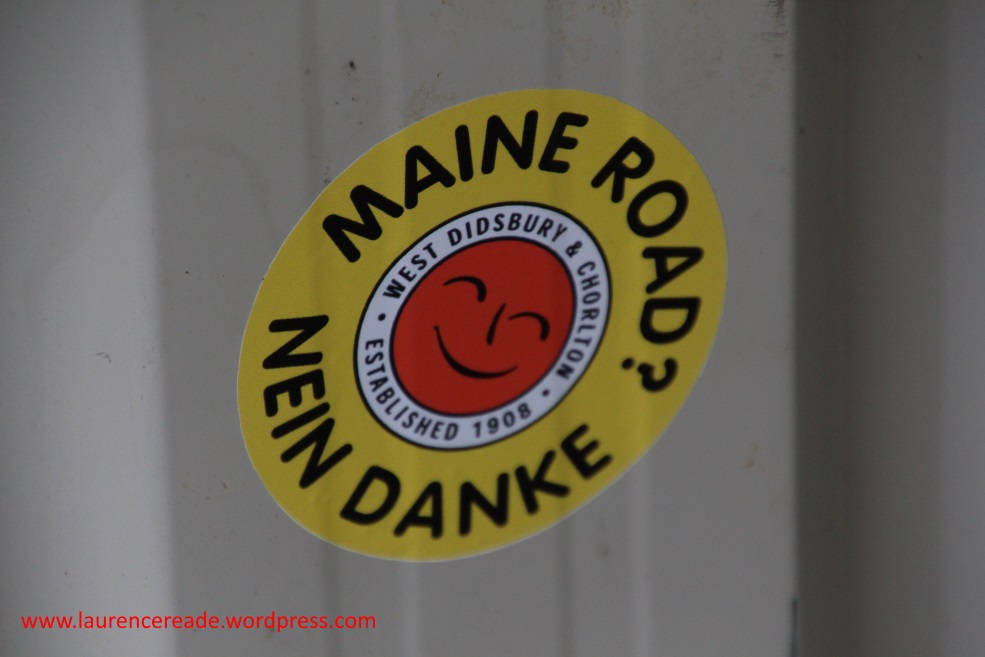 MAINE ROAD?
NEIN DANKE
• WEST DIDSBURY & CHORLTON •
ESTABLISHED 1908
www.laurencereade.wordpress.com